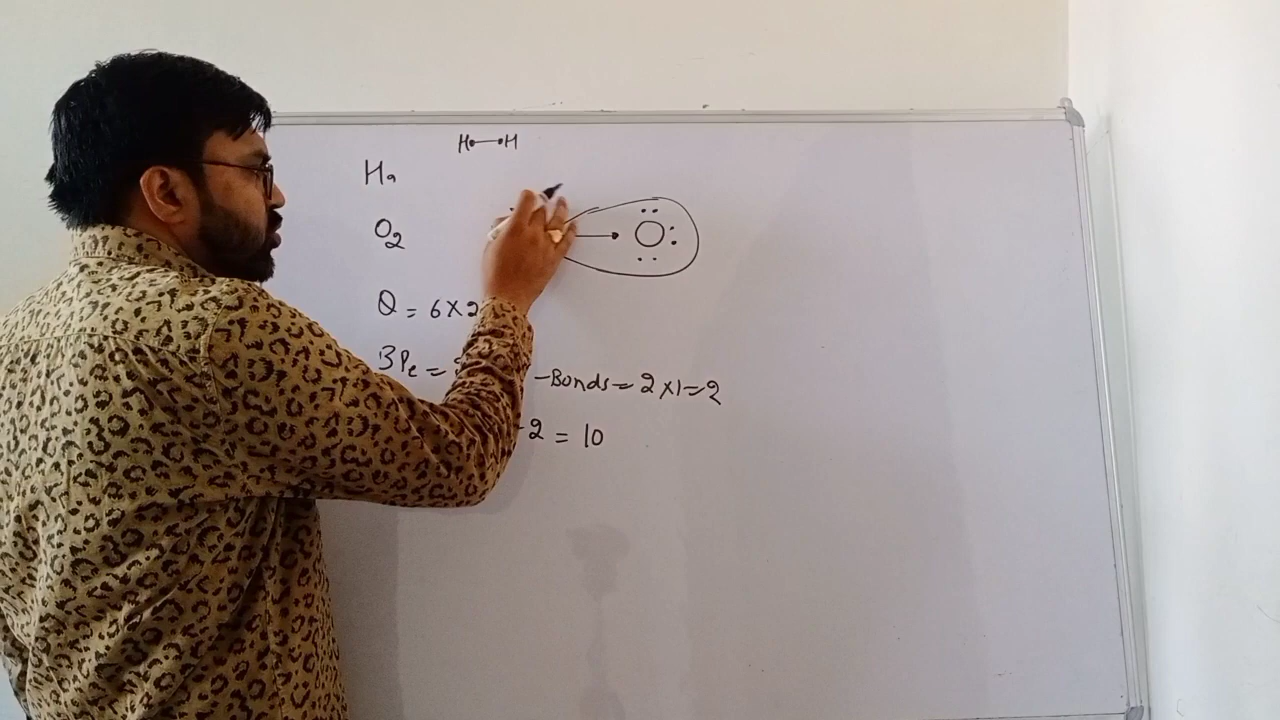 H—H
H2
O2
O
Q = 6X2
BPe =
-Bonds = 2X1=2
-2 = 10